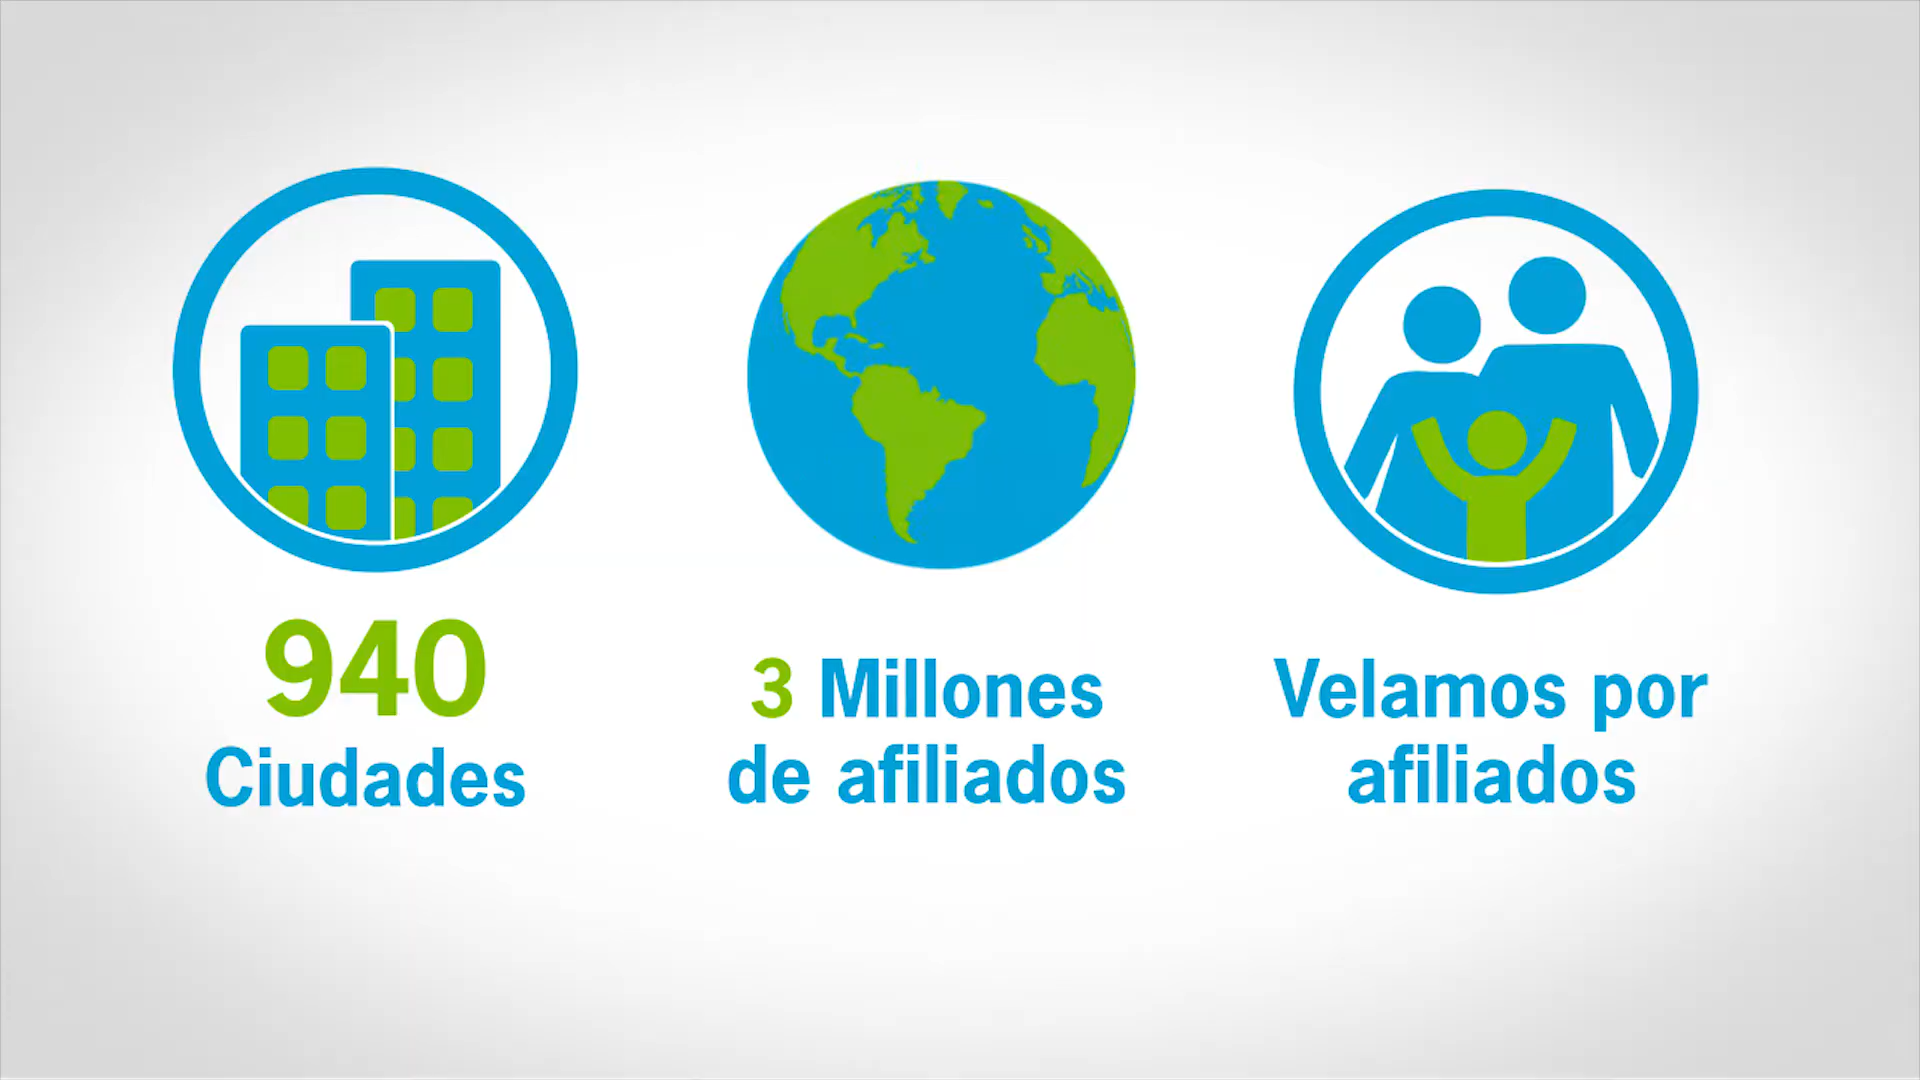 940
Ciudades
3 Millones
de afiliados
Velamos por
afiliados